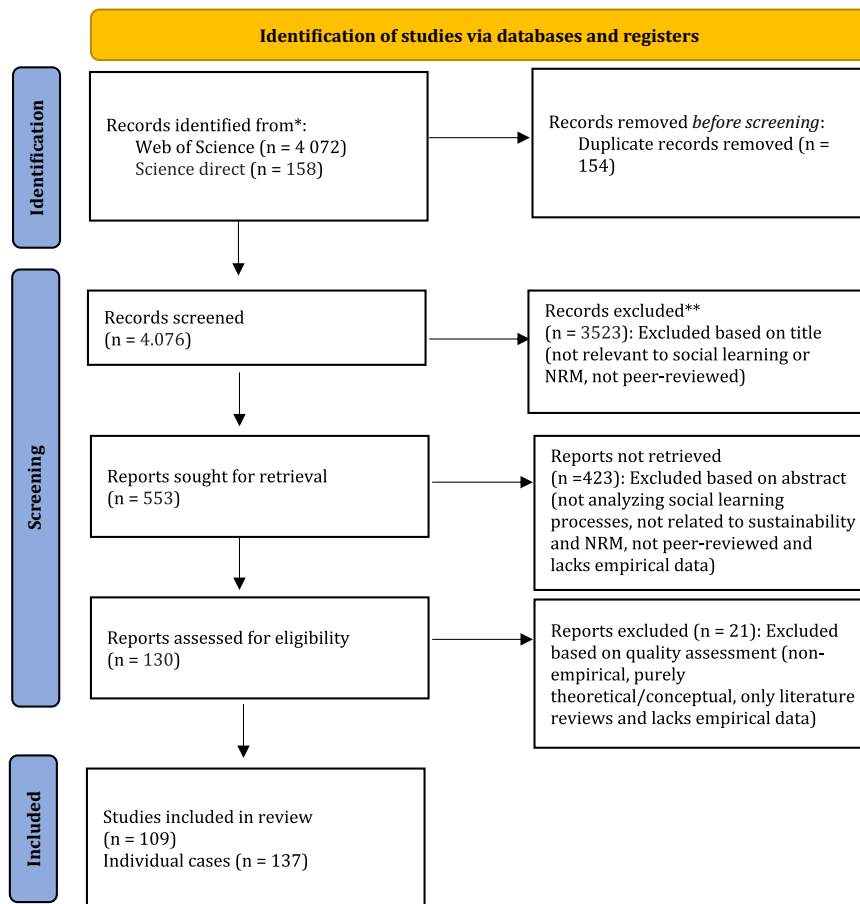 Identification of studies via databases and registers
Identification
Records identified from*:
Web of Science (n = 4 072)
Science direct (n = 158)
Records removed before screening:
Duplicate records removed (n =
154)
Screening
Records screened
(n = 4.076)
Records excluded**
(n = 3523): Excluded based on title
(not relevant to social learning or
NRM, not peer-reviewed)
Reports sought for retrieval
(n = 553)
Reports not retrieved
(n =423): Excluded based on abstract
(not analyzing social learning
processes, not related to sustainability
and NRM, not peer-reviewed and
lacks empirical data)
Reports assessed for eligibility
(n = 130)
Reports excluded (n = 21): Excluded
based on quality assessment (non-
empirical, purely
theoretical/conceptual, only literature
reviews and lacks empirical data)
Included
Studies included in review
(n = 109)
Individual cases (n = 137)